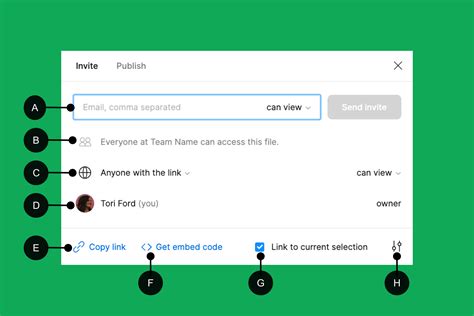 Invite Publish
A Email, comma separated can view Send invite
B Everyone at Team Name can access this file.
C Anyone with the link can view
D Tori Ford (you) owner
E Copy link Get embed code Link to current selection
F G H